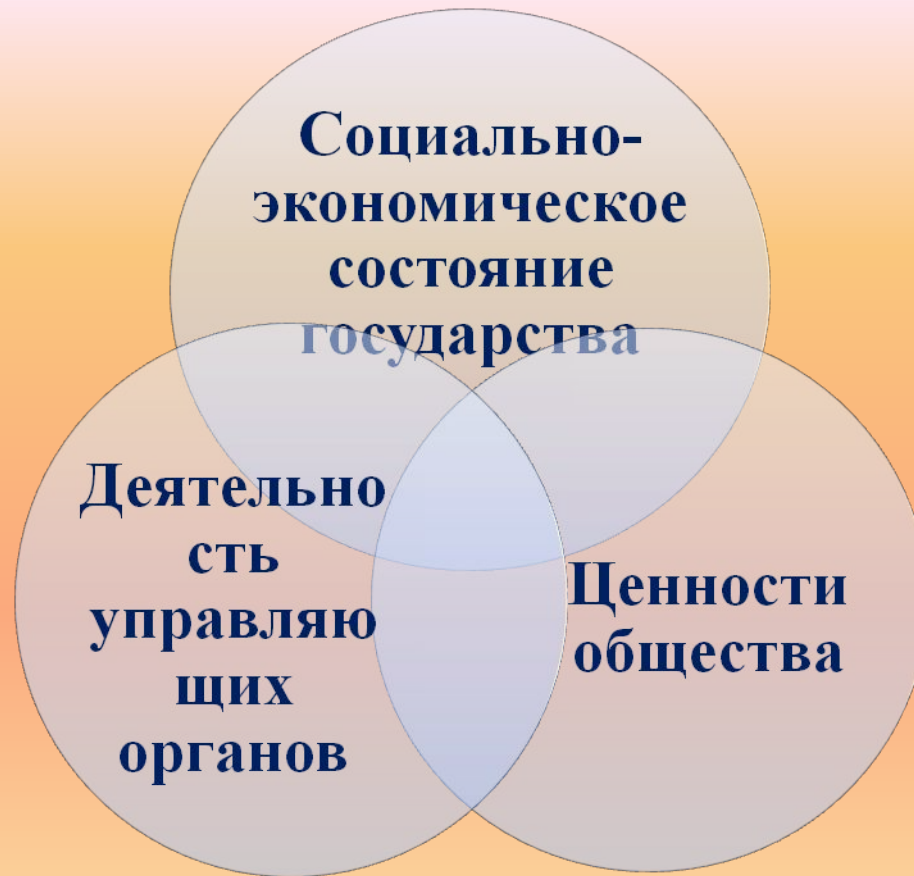 Социально-
экономическое
состояние
государства
Деятельно
сть
управляю
щих
органов
Ценности
общества